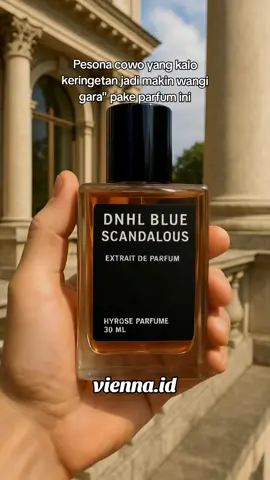 Pesona cowo yang kalo
keringetan jadi makin wangi
gara" pake parfum ini
DNHL BLUE
SCANDALOUS
EXTRAIT DE PARFUM
HYROSE PARFUME
30 ML
vienna.id